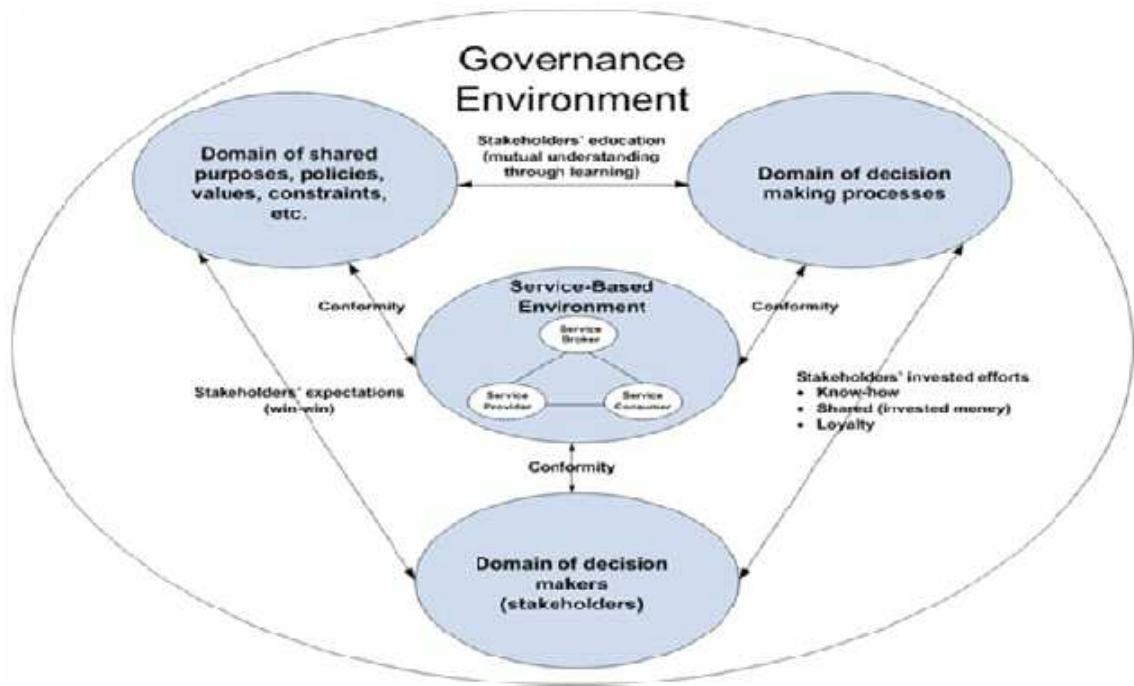 Governance
Environment
Stakeholders' education
(mutual understanding
through learning)
Domain of shared
purposes, policies,
values, constraints,
etc.
Domain of decision
making processes
Service-Based
Environment
Service
Broker
Service
Provider
Service
Consumer
Conformity
Conformity
Stakeholders' expectations
(win-win)
Stakeholders' invested efforts
• Know-how
• Shared (invested money)
• Loyalty
Conformity
Domain of decision
makers
(stakeholders)